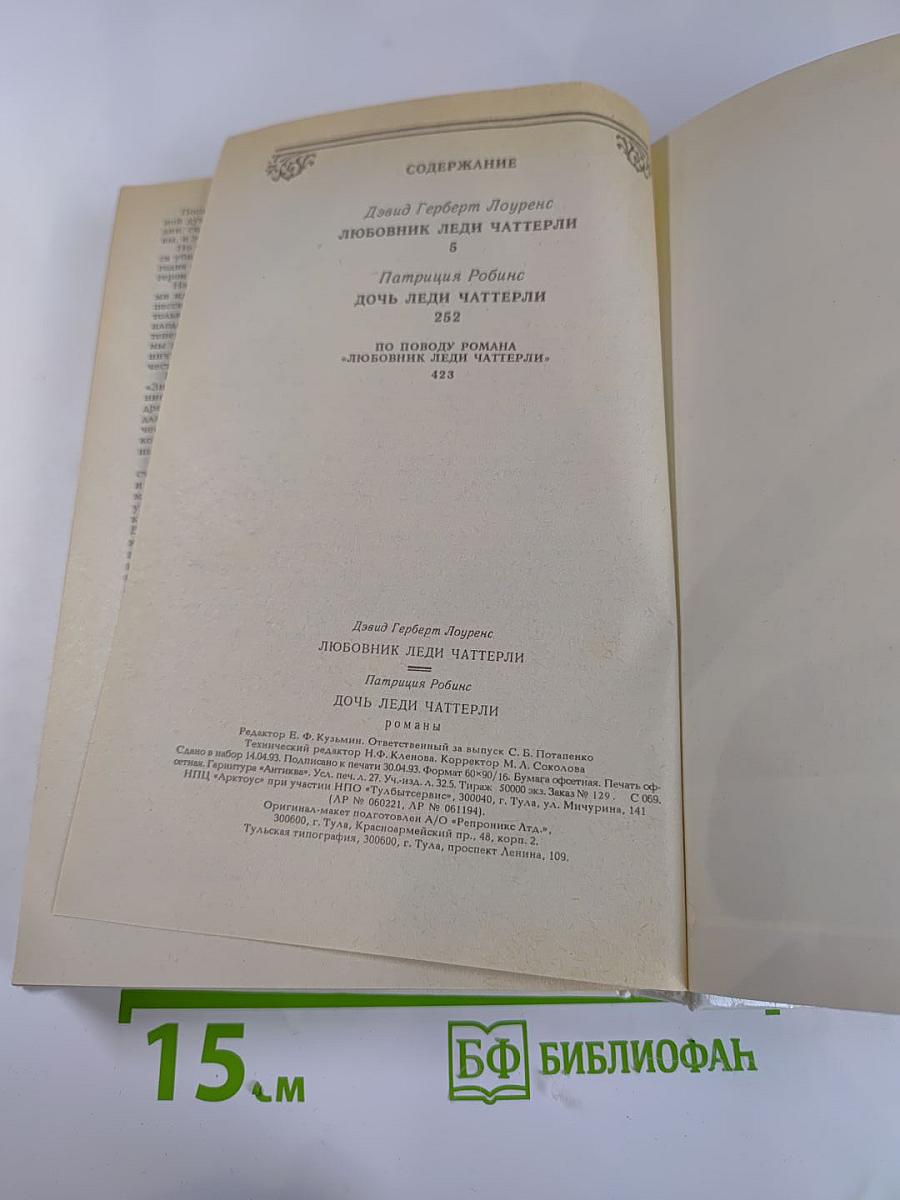 СОДЕРЖАНИЕ
Дэвид Герберт Лоуренс
ЛЮБОВНИК ЛЕДИ ЧАТТЕРЛИ
5
Патриция Робинс
ДОЧЬ ЛЕДИ ЧАТТЕРЛИ
252
ПО ПОВОДУ РОМАНА
«ЛЮБОВНИК ЛЕДИ ЧАТТЕРЛИ»
423
Дэвид Герберт Лоуренс
ЛЮБОВНИК ЛЕДИ ЧАТТЕРЛИ
Патриция Робинс
ДОЧЬ ЛЕДИ ЧАТТЕРЛИ
романы
Редактор Е. Ф. Кузьмин. Ответственный за выпуск С. Б. Потапенко
Технический редактор Н.Ф. Кленова. Корректор М. Л. Соколова
Сдано в набор 14.04.93. Подписано к печати 30.04.93. Формат 60×90/16. Бумага офсетная. Печать оф-
сетная. Гарнитура «Антиква». Усл. печ. л. 27. Уч.-изд. л. 32.5. Тираж 50000 экз. Заказ № 129. С 069.
НПЦ «Арктоус» при участии НПО «Тулбытсервис», 300040, г. Тула, ул. Мичурина, 141
(ЛР № 060221, ЛР № 061194).
Оригинал-макет подготовлен А/О «Репроникс Лтд.»,
300600, г. Тула, Красноармейский пр., 48, корп. 2.
Тульская типография, 300600, г. Тула, проспект Ленина, 109.
15 см
БФ БИБЛИОФАН